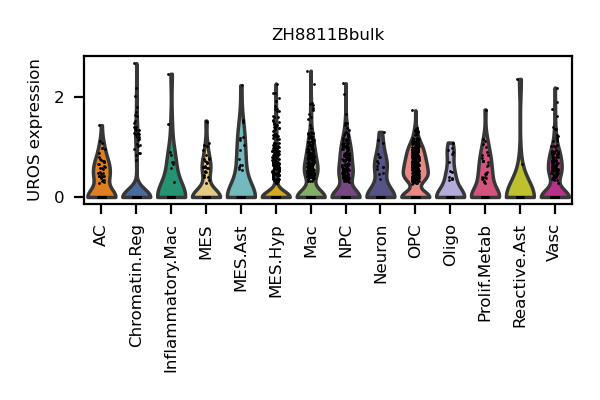 ZH8811Bbulk
UROS expression
2
0
AC
Chromatin.Reg
Inflammatory.Mac
MES
MES.Ast
MES.Hyp
Mac
NPC
Neuron
OPC
Oligo
Prolif.Metab
Reactive.Ast
Vasc